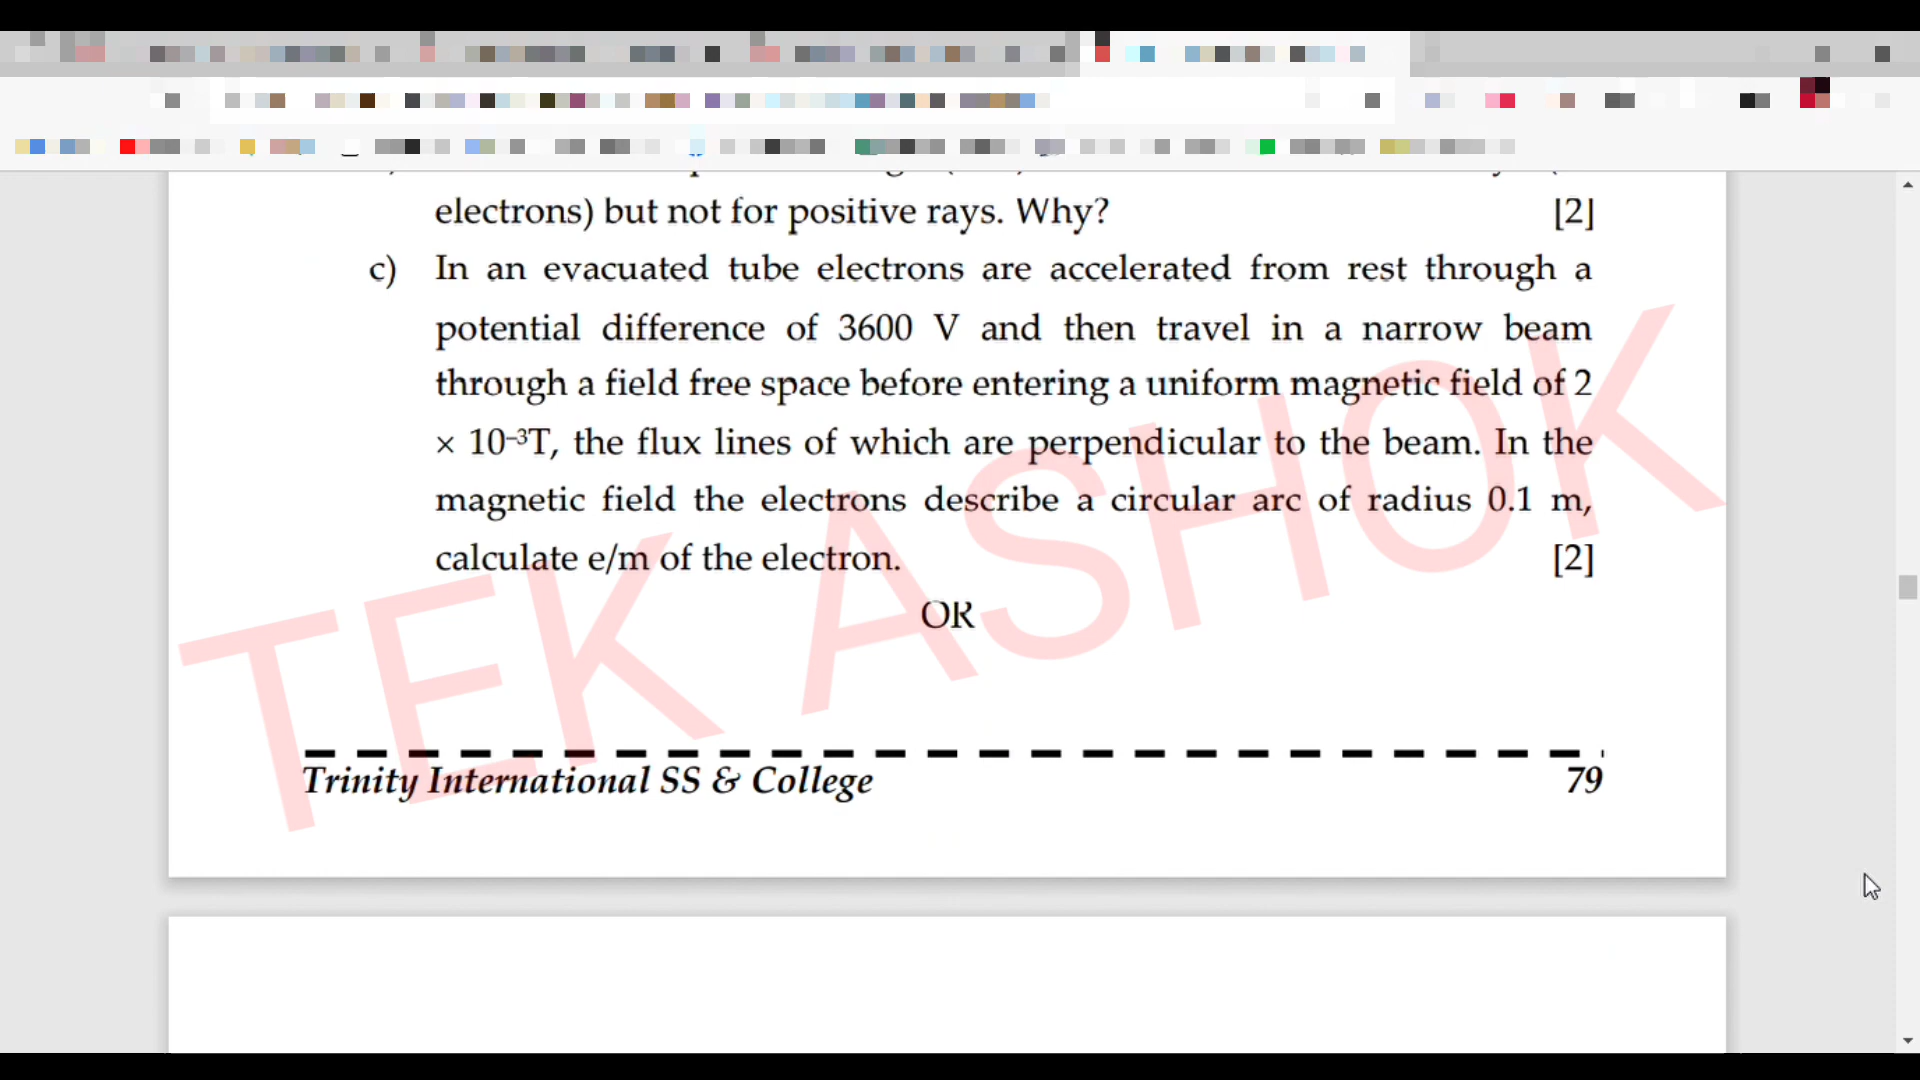 electrons) but not for positive rays. Why? [2]
c) In an evacuated tube electrons are accelerated from rest through a
potential difference of 3600 V and then travel in a narrow beam
through a field free space before entering a uniform magnetic field of 2
× 10⁻³T, the flux lines of which are perpendicular to the beam. In the
magnetic field the electrons describe a circular arc of radius 0.1 m,
calculate e/m of the electron. [2]
OR
TEK ASHOK
Trinity International SS & College 79